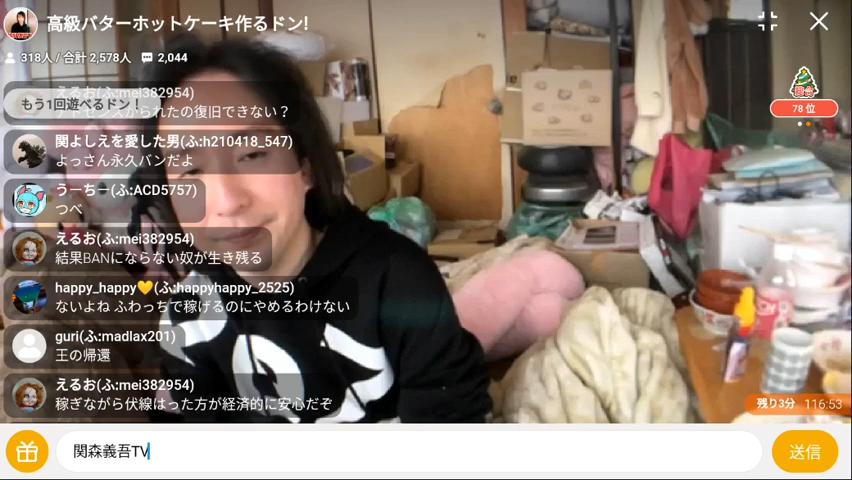 高級バターホットケーキ作るドン!
318人 / 合計 2,578人 2,044
えるお(ふ:mei382954)
られたの復旧できない？
もう1回遊べるドン！
総合
78 位
関よしえを愛した男(ふ:h210418_547)
よっさん永久バンだよ
うーちー(ふ:ACD5757)
つべ
えるお(ふ:mei382954)
結果BANにならない奴が生き残る
happy_happy💛(ふ:happyhappy_2525)
ないよね ふわっちで稼げるのにやめるわけない
guri(ふ:madlax201)
王の帰還
えるお(ふ:mei382954)
稼ぎながら伏線はった方が経済的に安心だぞ
残り3分 116:53
関森義吾TV
送信